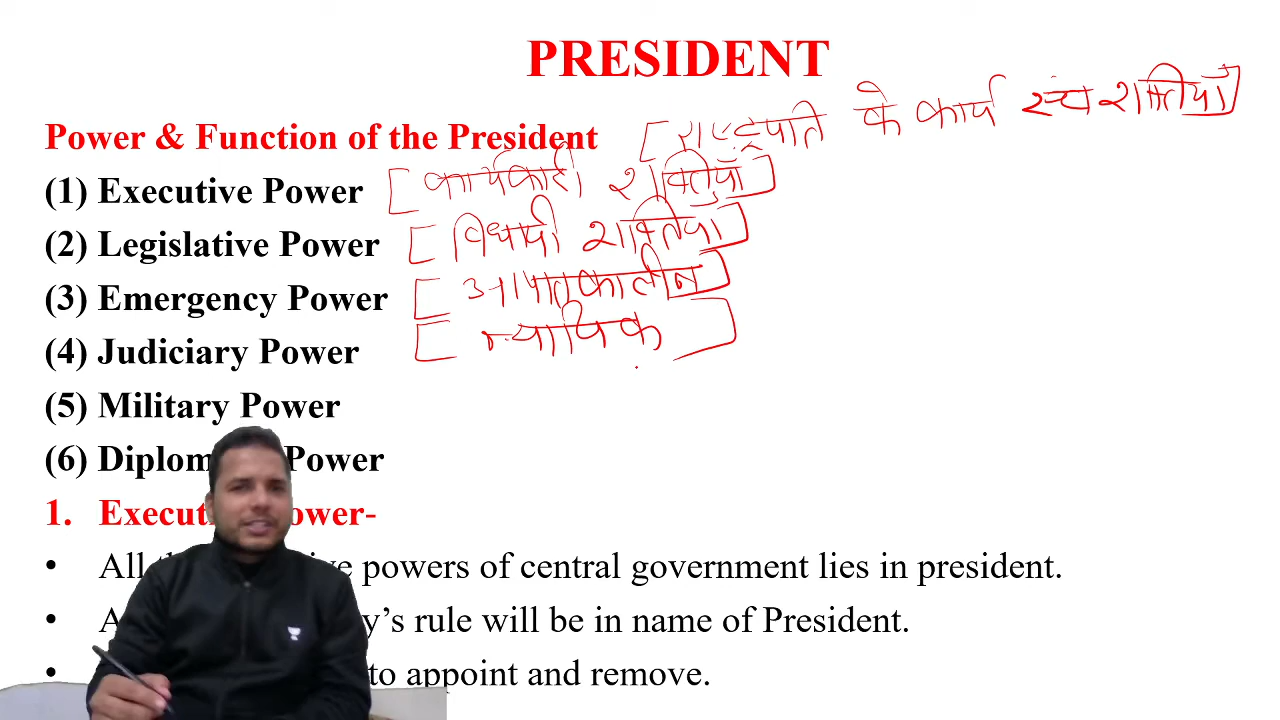 PRESIDENT
Power & Function of the President [राष्ट्रपति के कार्य एंव शक्तियाँ]
(1) Executive Power [कार्यकारी शक्तियाँ]
(2) Legislative Power [विधायी शक्तियाँ]
(3) Emergency Power [आपातकालीन]
(4) Judiciary Power [न्यायिक]
(5) Military Power
(6) Diplom Power
1. Execut ower-
• All powers of central government lies in president.
• rule will be in name of President.
• to appoint and remove.